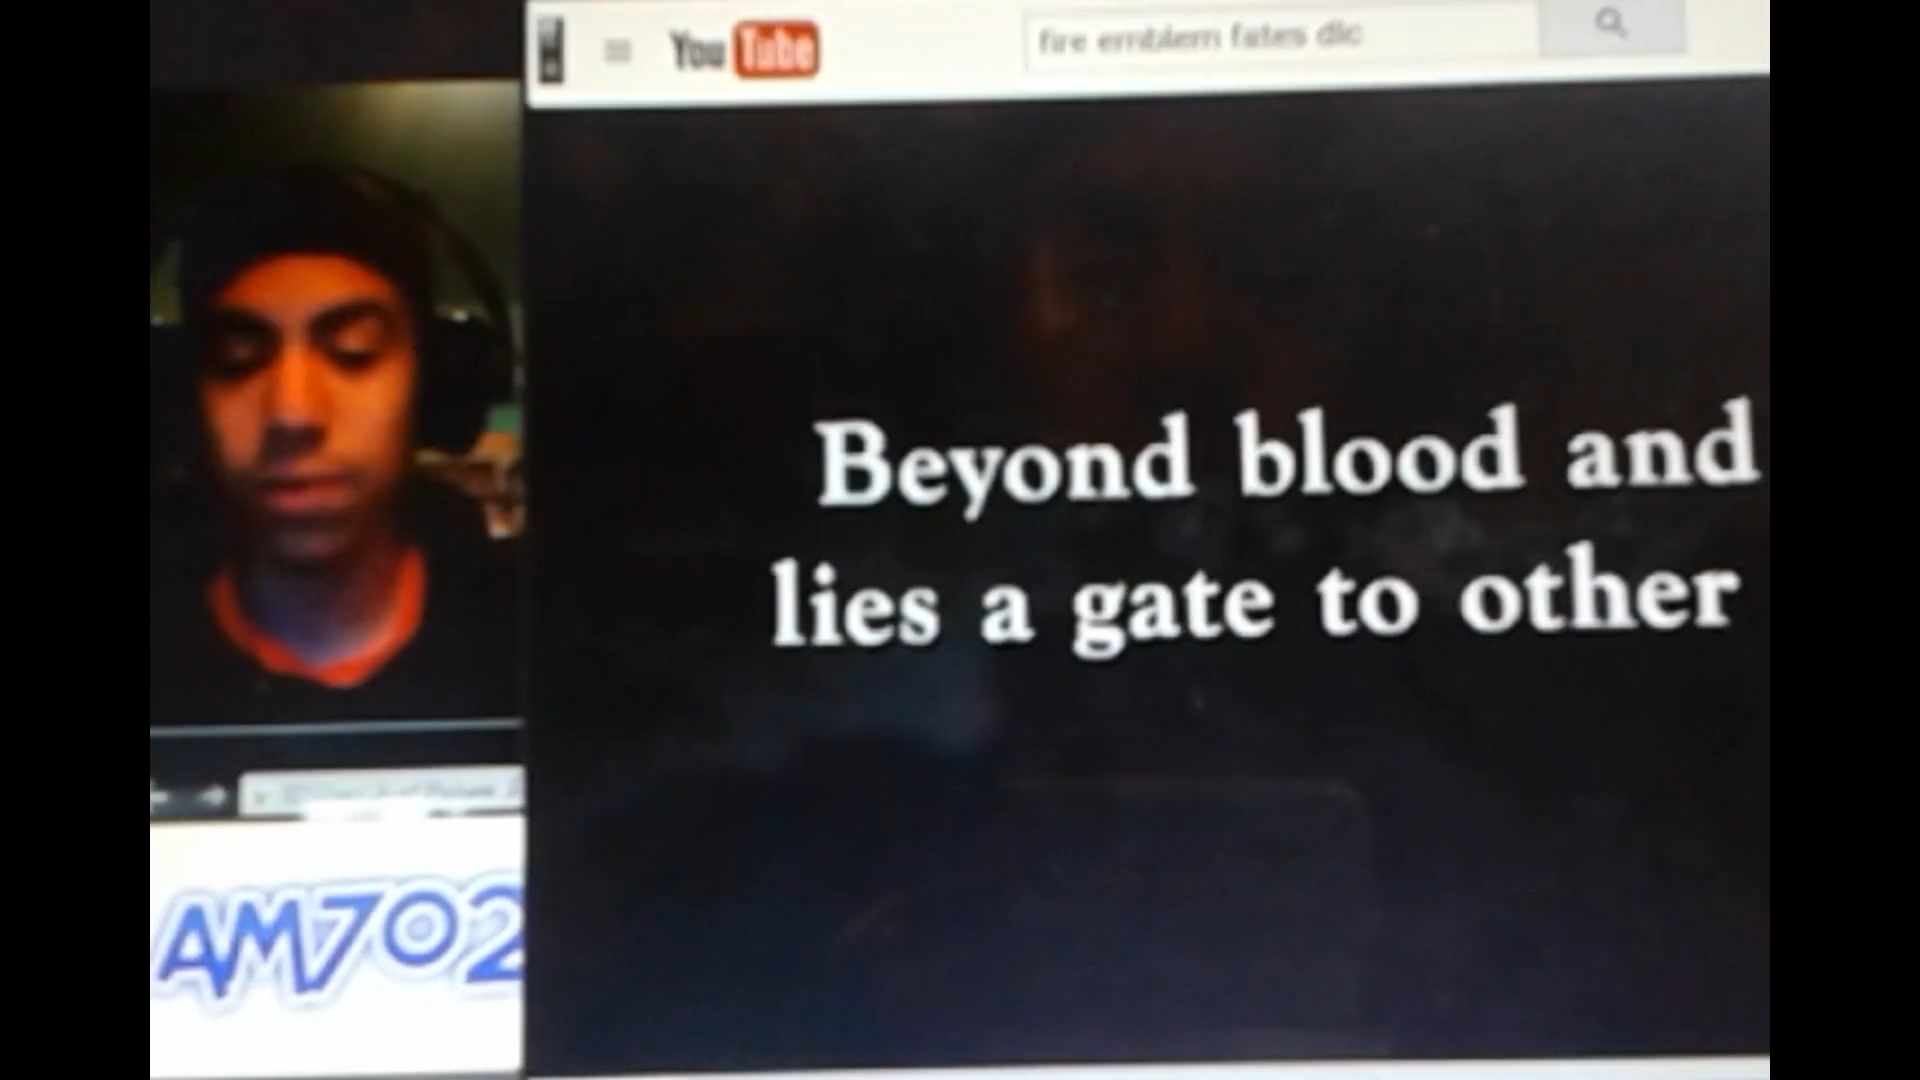 YouTube
fire emblem fates dlc
Beyond blood and
lies a gate to other
AM702